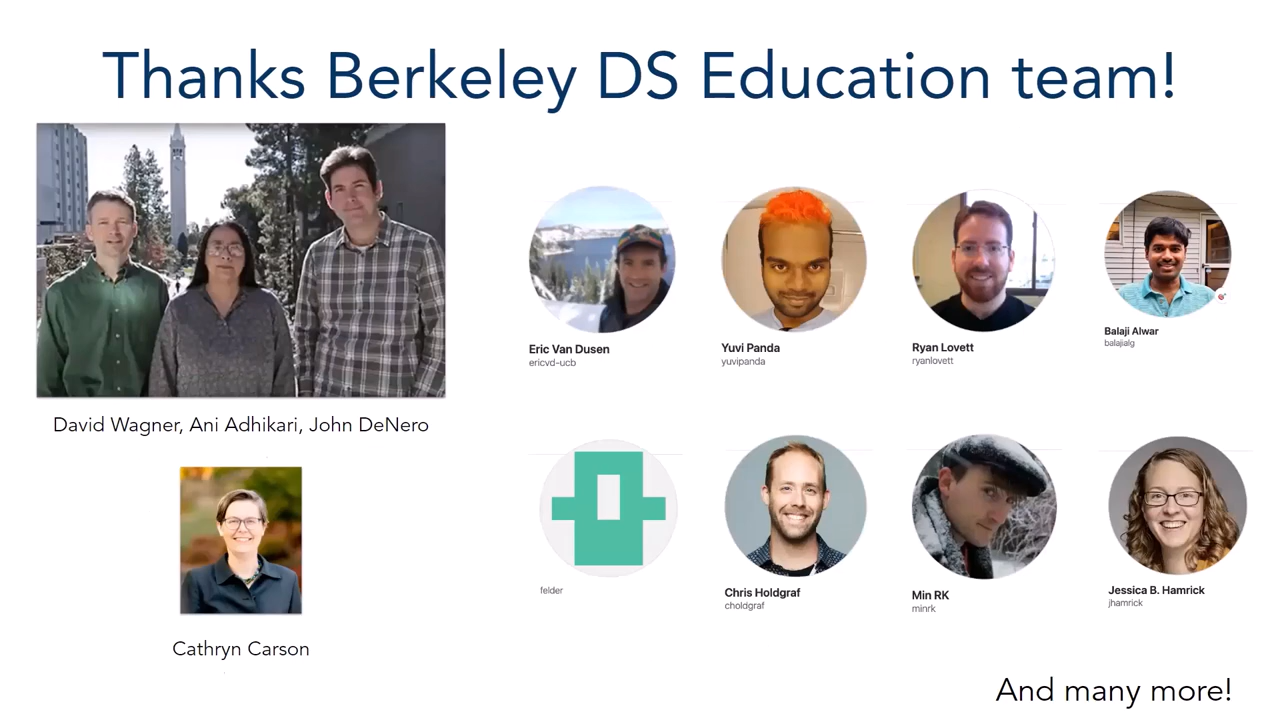 Thanks Berkeley DS Education team!
David Wagner, Ani Adhikari, John DeNero
Cathryn Carson
Eric Van Dusen
ericvd-ucb
Yuvi Panda
yuvipanda
Ryan Lovett
ryanlovett
Balaji Alwar
balajialg
felder
Chris Holdgraf
choldgraf
Min RK
minrk
Jessica B. Hamrick
jhamrick
And many more!